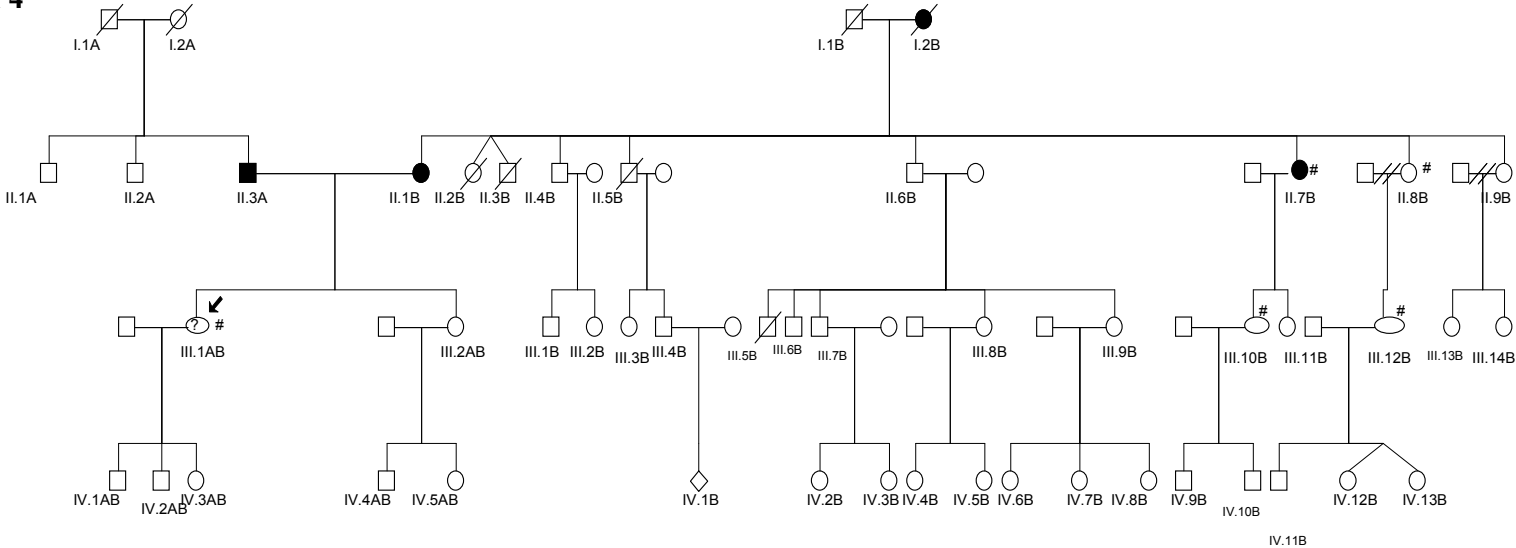 4
I.1A I.2A I.1B I.2B
# #
II.1A II.2A II.3A II.1B II.2B II.3B II.4B II.5B II.6B II.7B II.8B II.9B
? # # #
III.1AB III.2AB III.1B III.2B III.3B III.4B III.5B III.6B III.7B III.8B III.9B III.10B III.11B III.12B III.13B III.14B
IV.1AB IV.2AB IV.3AB IV.4AB IV.5AB IV.1B IV.2B IV.3B IV.4B IV.5B IV.6B IV.7B IV.8B IV.9B IV.10B IV.12B IV.13B
IV.11B